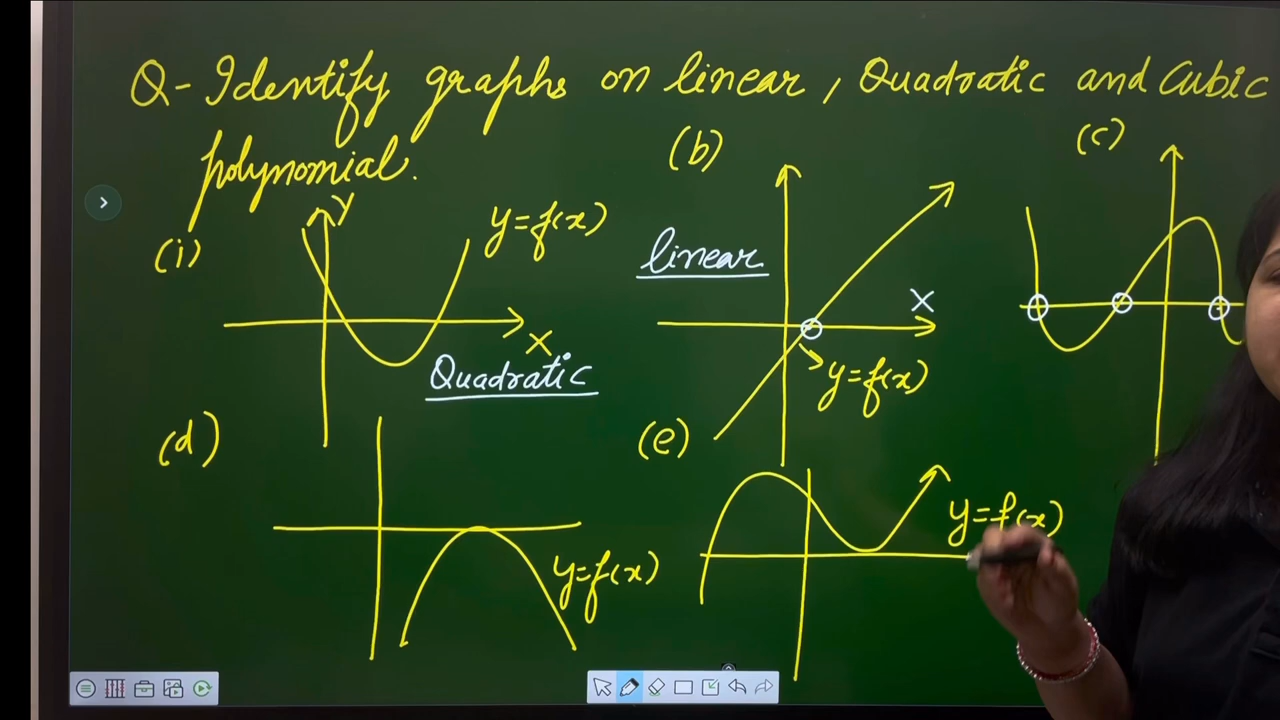 Q- Identify graphs on linear, Quadratic and Cubic
polynomial.
(i)
Y
y=f(x)
X
Quadratic
(b)
linear
X
y=f(x)
(c)
(d)
y=f(x)
(e)
y=f(x)